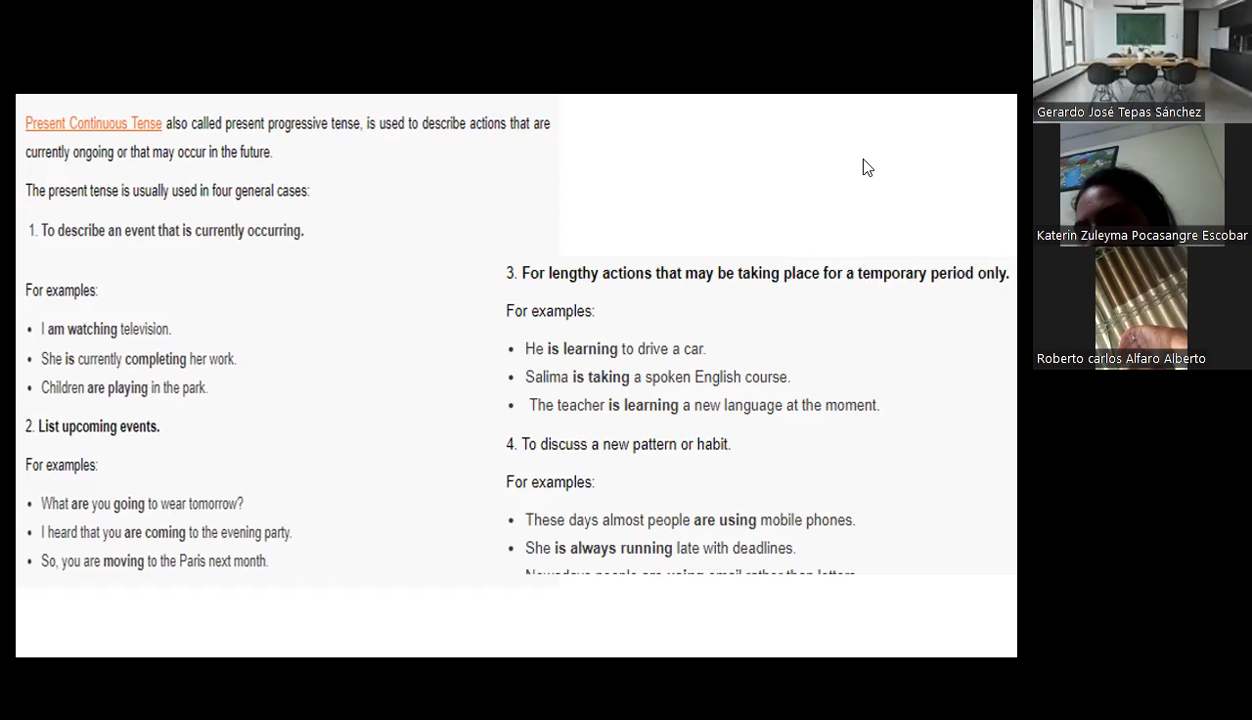 Present Continuous Tense also called present progressive tense, is used to describe actions that are
currently ongoing or that may occur in the future.
The present tense is usually used in four general cases:
1. To describe an event that is currently occurring.
For examples:
• I am watching television.
• She is currently completing her work.
• Children are playing in the park.
2. List upcoming events.
For examples:
• What are you going to wear tomorrow?
• I heard that you are coming to the evening party.
• So, you are moving to the Paris next month.
3. For lengthy actions that may be taking place for a temporary period only.
For examples:
• He is learning to drive a car.
• Salima is taking a spoken English course.
• The teacher is learning a new language at the moment.
4. To discuss a new pattern or habit.
For examples:
• These days almost people are using mobile phones.
• She is always running late with deadlines.
Nowadays people are using email rather than letters
Gerardo José Tepas Sánchez
Katerin Zuleyma Pocasangre Escobar
Roberto carlos Alfaro Alberto